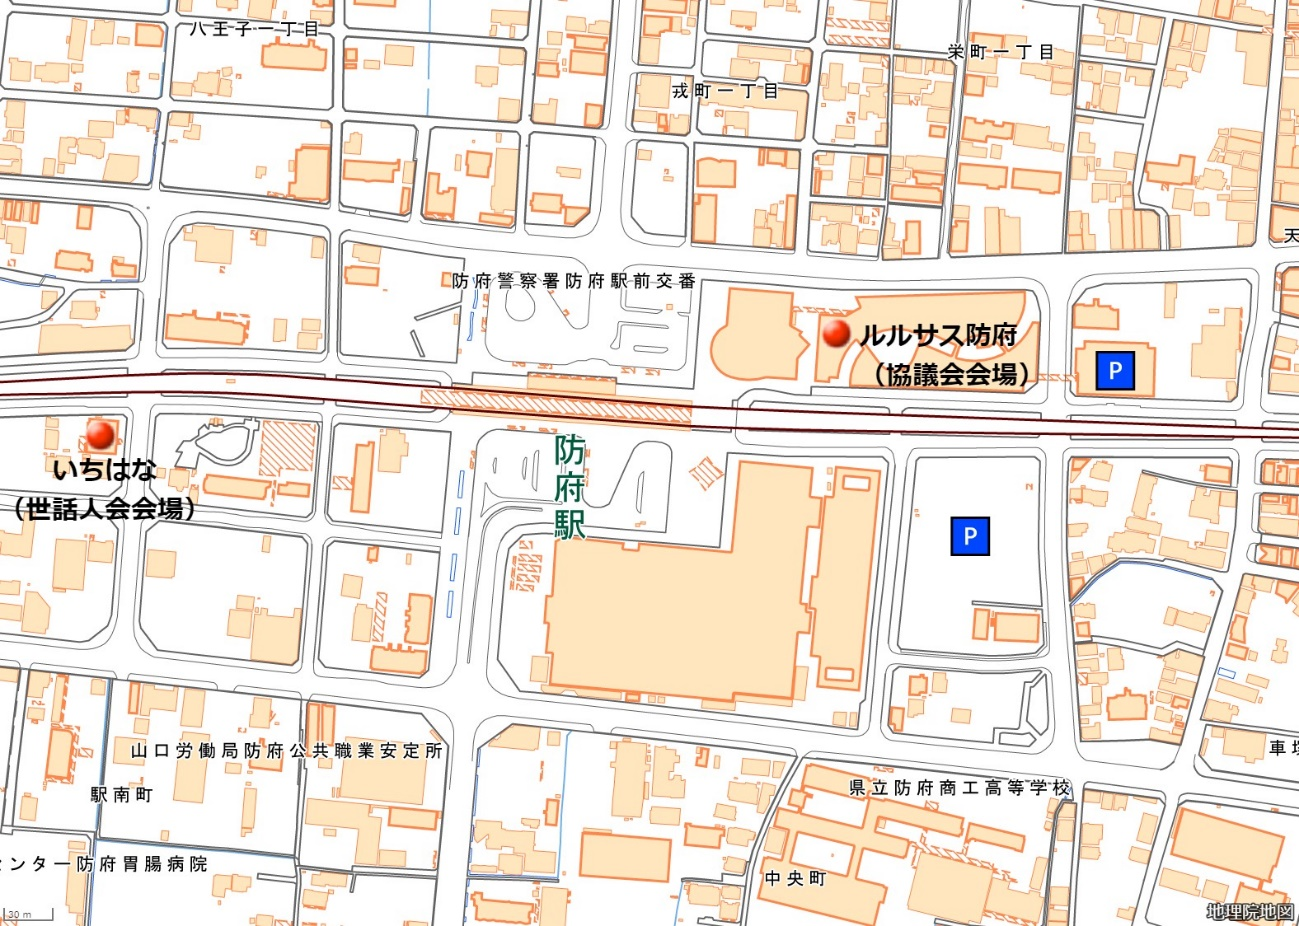 八王子一丁目
栄町一丁目
戎町一丁目
天
防府警察署防府駅前交番
ルルサス防府
（協議会会場）
P
いちはな
（世話人会会場）
防府駅
P
山口労働局防府公共職業安定所
車塚
県立防府商工高等学校
駅南町
ンター防府胃腸病院
中央町
30 m
地理院地図